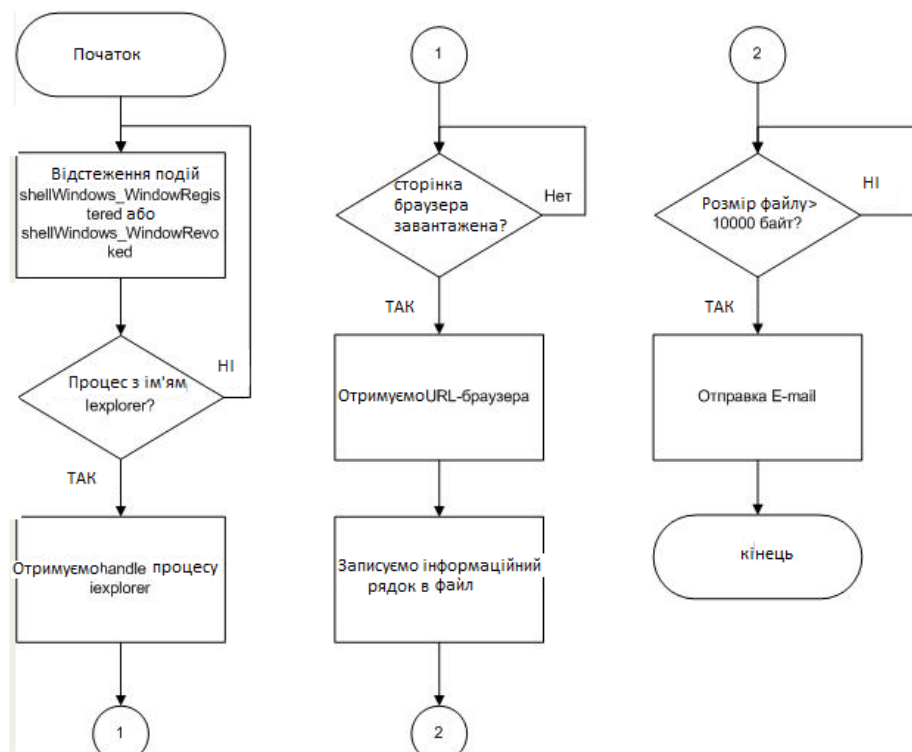 Початок
Відстеження подій
shellWindows_WindowRegis
tered або
shellWindows_WindowRevo
ked
НІ
Процес з ім'ям
Iexplorer?
ТАК
Отримуємоhandle процесу
iexplorer
1
1
сторінка
браузера
завантажена?
Нет
ТАК
ОтримуємоURL-браузера
Записуємо інформаційний
рядок в файл
2
2
НІ
Розмір файлу>
10000 байт?
ТАК
Отправка E-mail
кінець